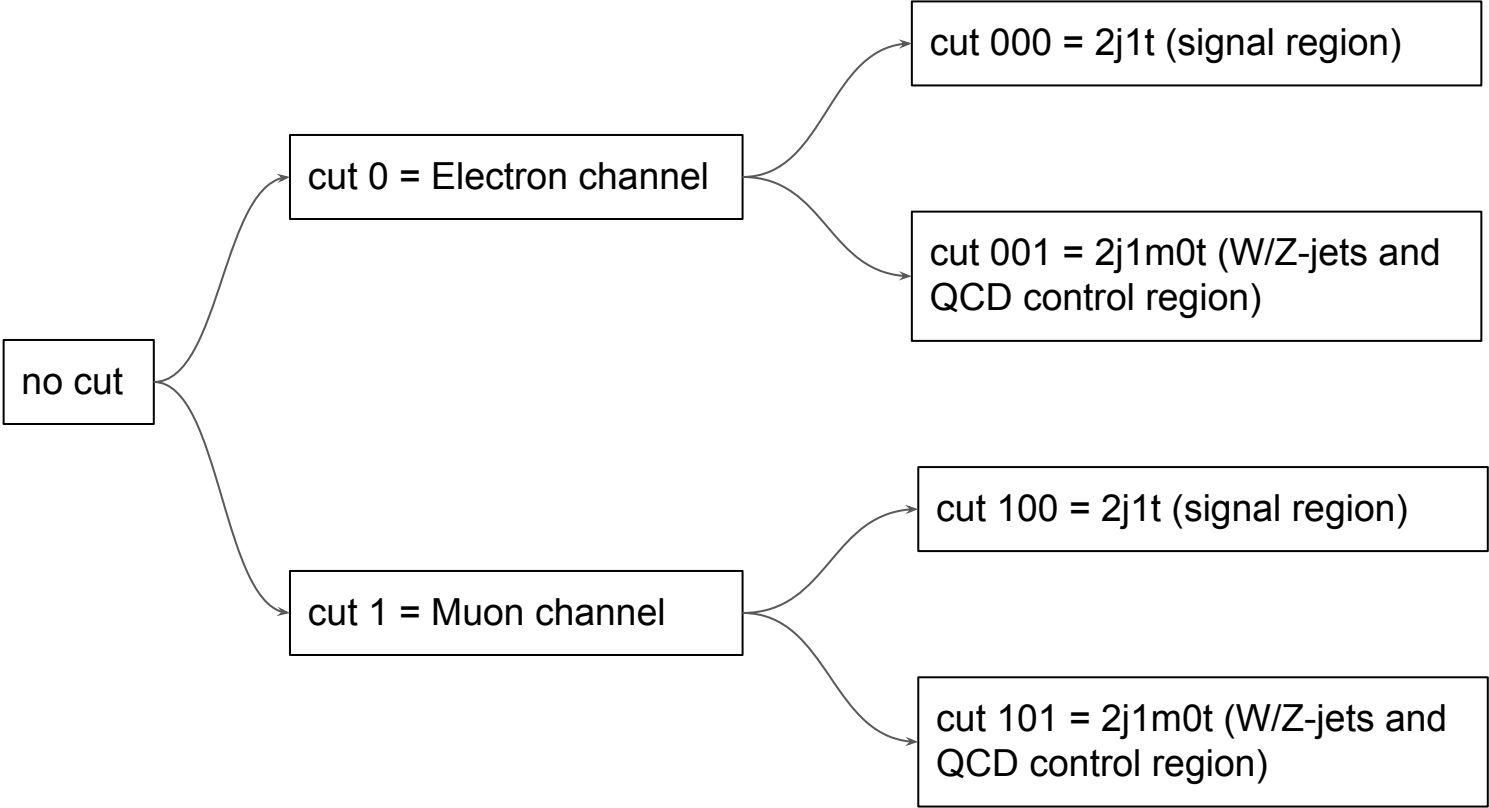 no cut
cut 0 = Electron channel
cut 000 = 2j1t (signal region)
cut 001 = 2j1m0t (W/Z-jets and
QCD control region)
cut 1 = Muon channel
cut 100 = 2j1t (signal region)
cut 101 = 2j1m0t (W/Z-jets and
QCD control region)